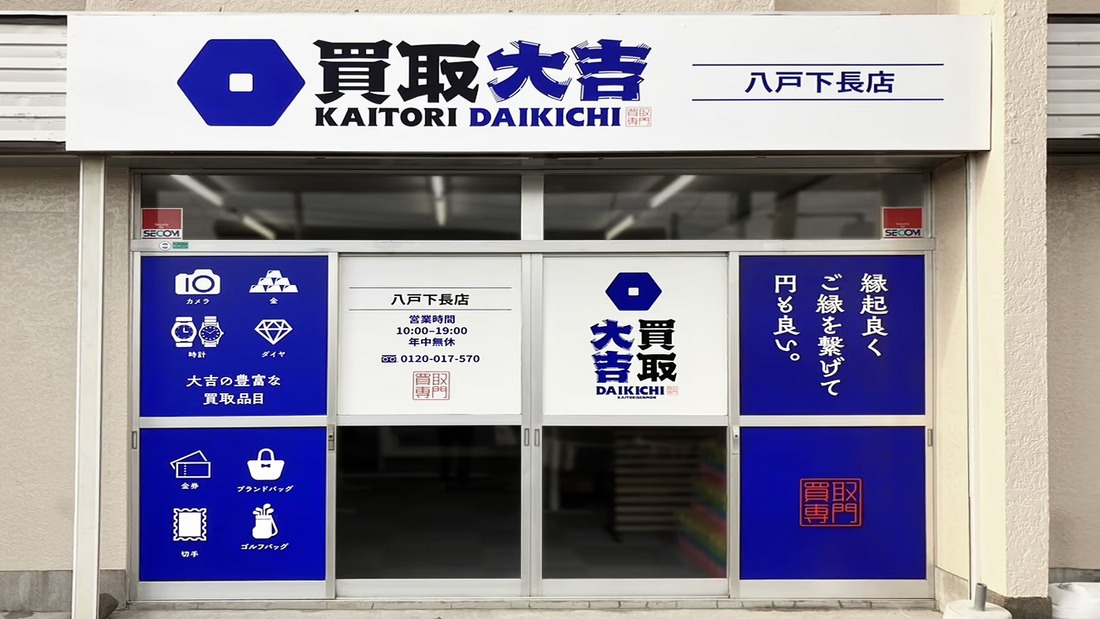 買取大吉
KAITORI DAIKICHI
買取
専門
八戸下長店
SECOM
SECOM
カメラ
金
時計
ダイヤ
大吉の豊富な
買取品目
八戸下長店
営業時間
10:00–19:00
年中無休
0120-017-570
買取
専門
買取
大吉
DAIKICHI
KAITORISENMON
縁起良く
ご縁を繋げて
円も良い。
金券
ブランドバッグ
切手
ゴルフバッグ
買取
専門